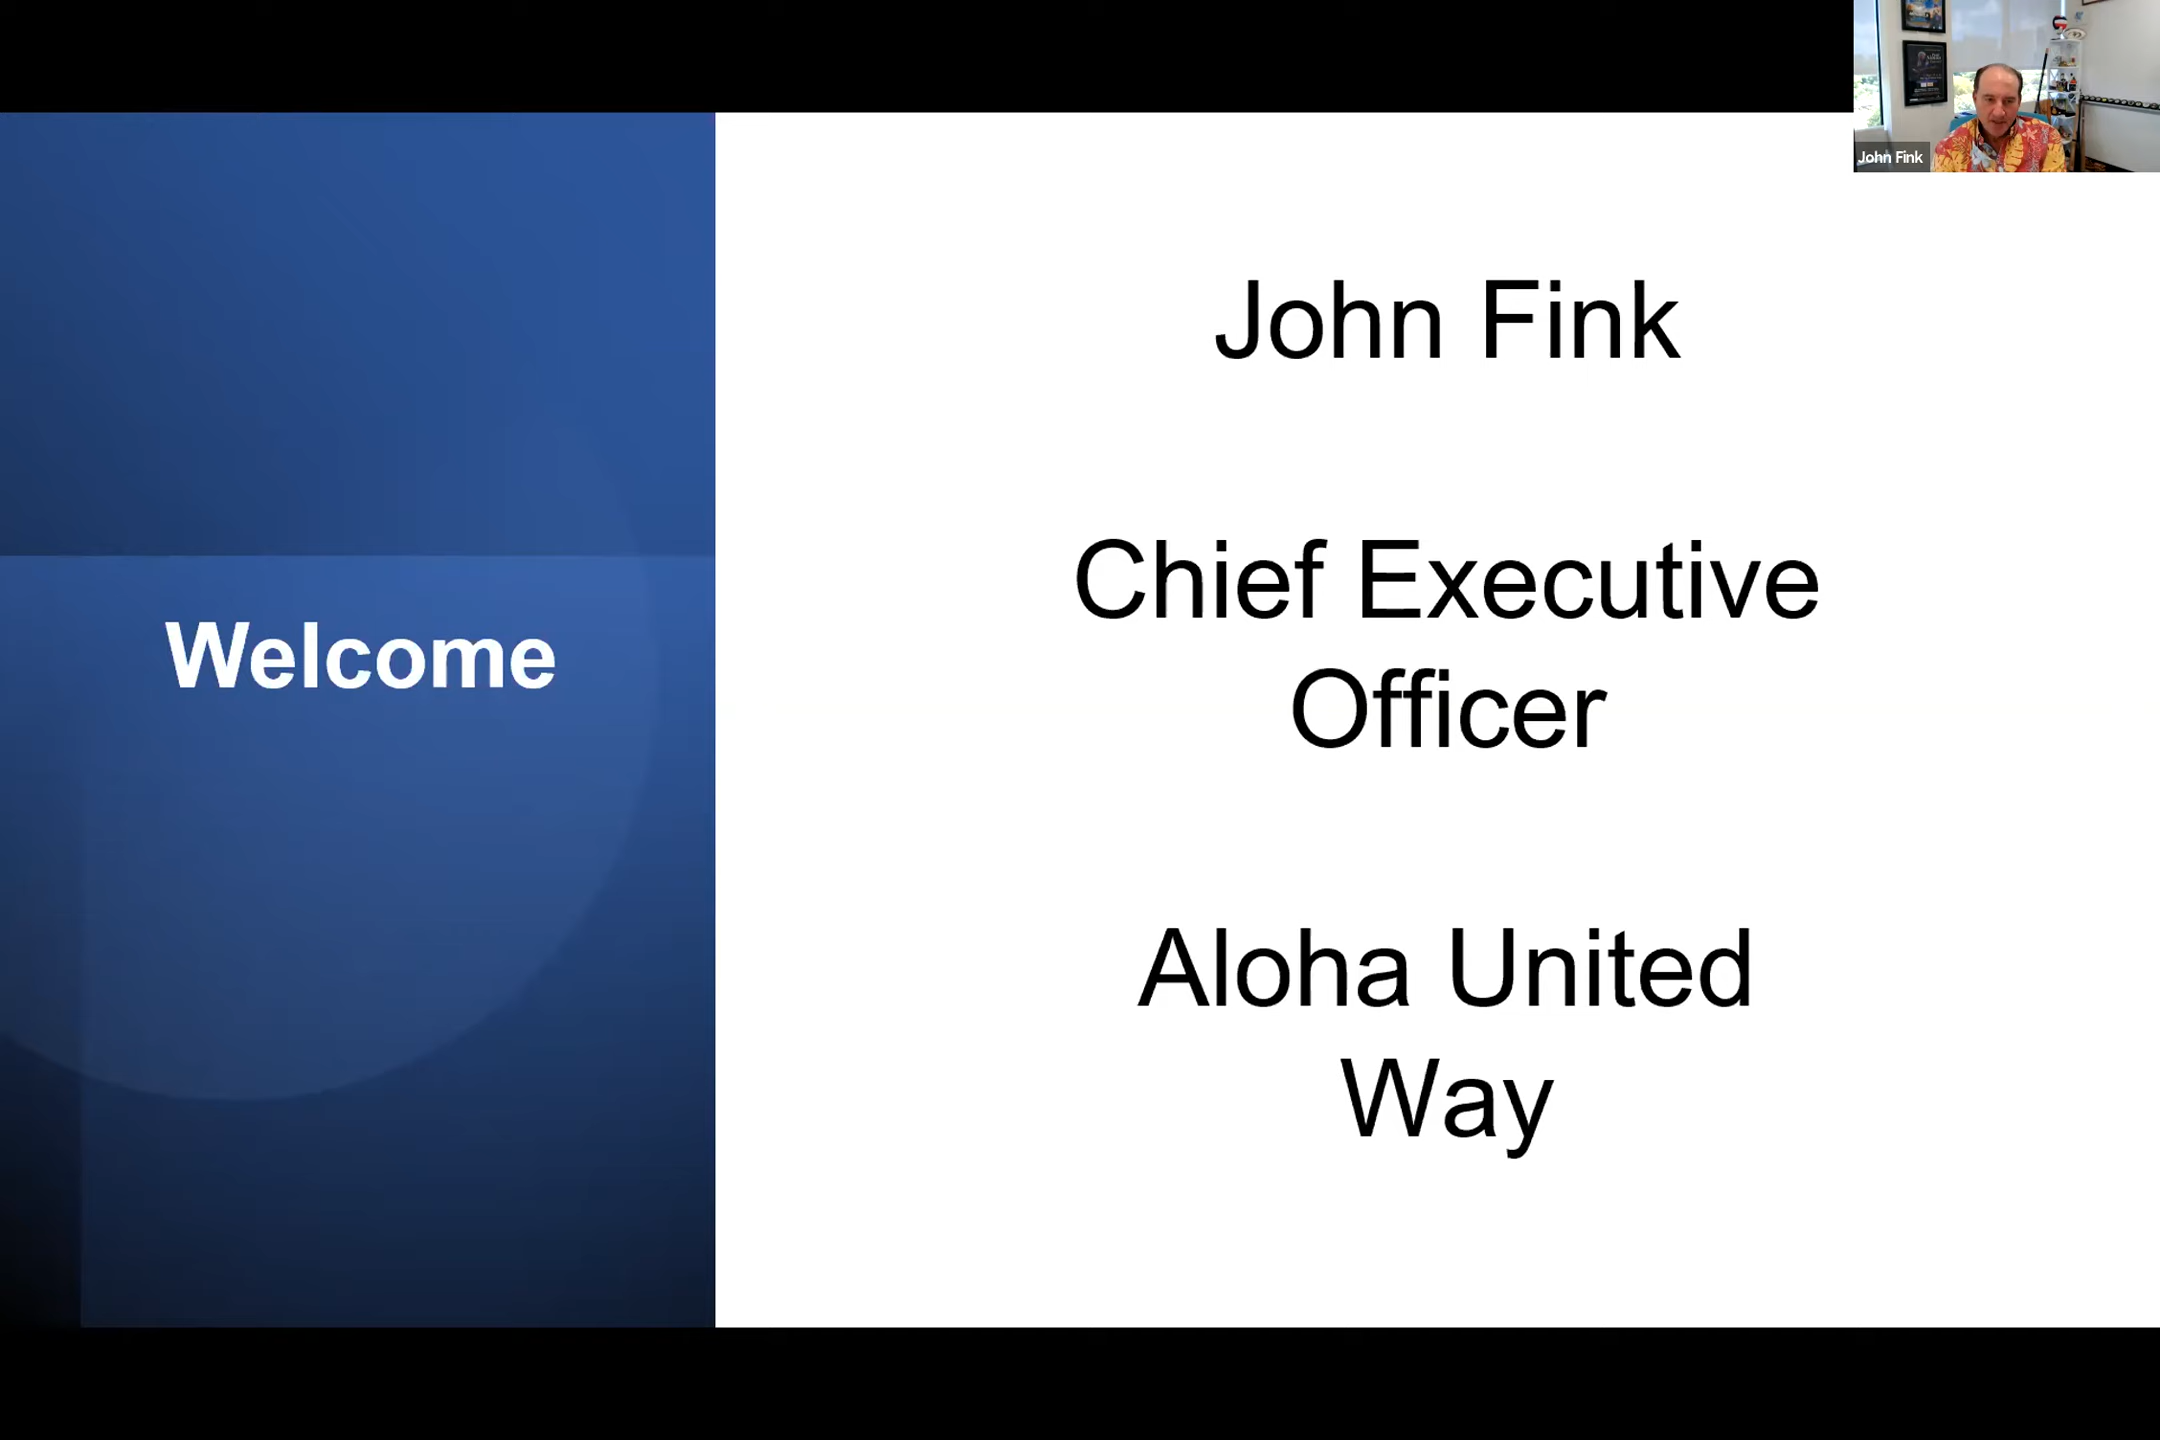 John Fink
Welcome
John Fink
Chief Executive
Officer
Aloha United
Way